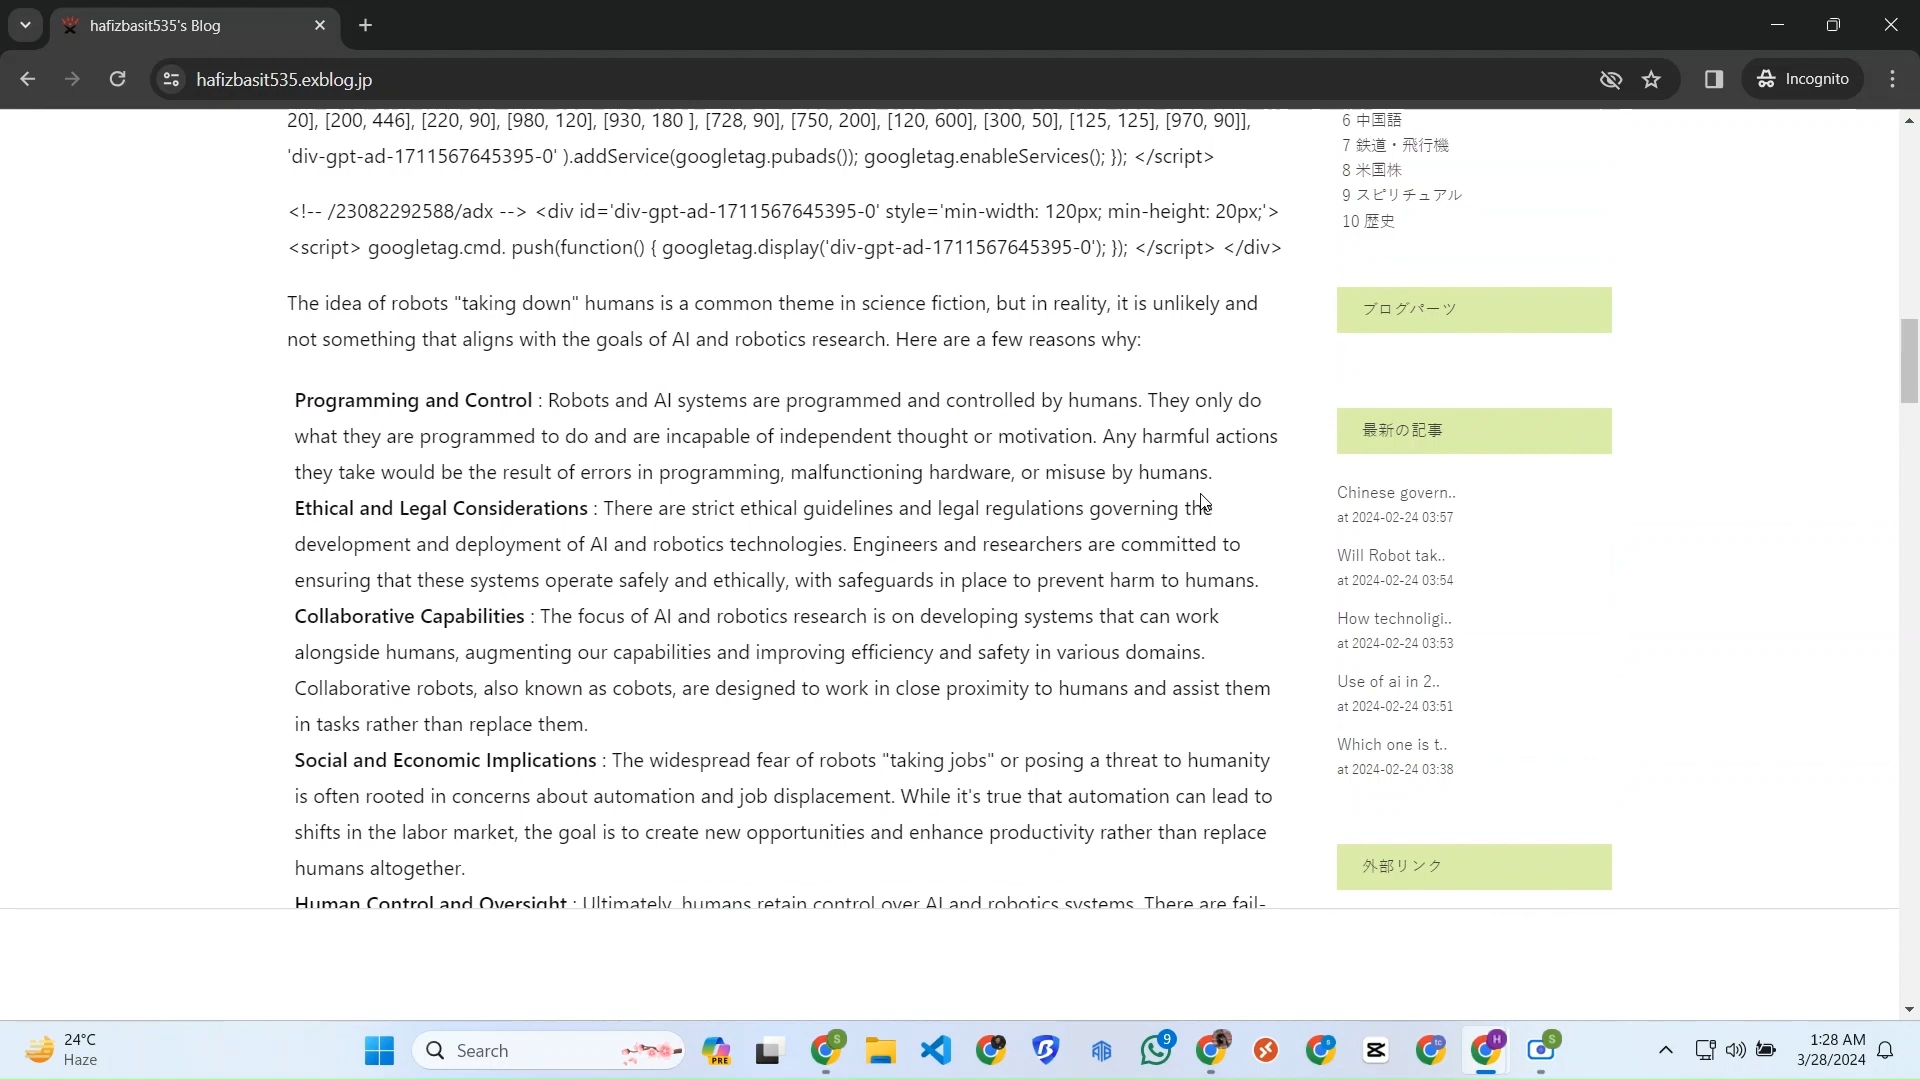 hafizbasit535's Blog
hafizbasit535.exblog.jp
Incognito
20], [200, 446], [220, 90], [980, 120], [930, 180 ], [728, 90], [750, 200], [120, 600], [300, 50], [125, 125], [970, 90]],
'div-gpt-ad-1711567645395-0' ).addService(googletag.pubads()); googletag.enableServices(); }); </script>
<!-- /23082292588/adx --> <div id='div-gpt-ad-1711567645395-0' style='min-width: 120px; min-height: 20px;'>
<script> googletag.cmd. push(function() { googletag.display('div-gpt-ad-1711567645395-0'); }); </script> </div>
The idea of robots "taking down" humans is a common theme in science fiction, but in reality, it is unlikely and
not something that aligns with the goals of AI and robotics research. Here are a few reasons why:
Programming and Control : Robots and AI systems are programmed and controlled by humans. They only do
what they are programmed to do and are incapable of independent thought or motivation. Any harmful actions
they take would be the result of errors in programming, malfunctioning hardware, or misuse by humans.
Ethical and Legal Considerations : There are strict ethical guidelines and legal regulations governing the
development and deployment of AI and robotics technologies. Engineers and researchers are committed to
ensuring that these systems operate safely and ethically, with safeguards in place to prevent harm to humans.
Collaborative Capabilities : The focus of AI and robotics research is on developing systems that can work
alongside humans, augmenting our capabilities and improving efficiency and safety in various domains.
Collaborative robots, also known as cobots, are designed to work in close proximity to humans and assist them
in tasks rather than replace them.
Social and Economic Implications : The widespread fear of robots "taking jobs" or posing a threat to humanity
is often rooted in concerns about automation and job displacement. While it's true that automation can lead to
shifts in the labor market, the goal is to create new opportunities and enhance productivity rather than replace
humans altogether.
Human Control and Oversight : Ultimately, humans retain control over AI and robotics systems. There are fail-
6 中国語
7 鉄道・飛行機
8 米国株
9 スピリチュアル
10 歴史
ブログパーツ
最新の記事
Chinese govern..
at 2024-02-24 03:57
Will Robot tak..
at 2024-02-24 03:54
How technoligi..
at 2024-02-24 03:53
Use of ai in 2..
at 2024-02-24 03:51
Which one is t..
at 2024-02-24 03:38
外部リンク
24°C
Haze
Search
PRE
S
9
S
tc
H
S
1:28 AM
3/28/2024